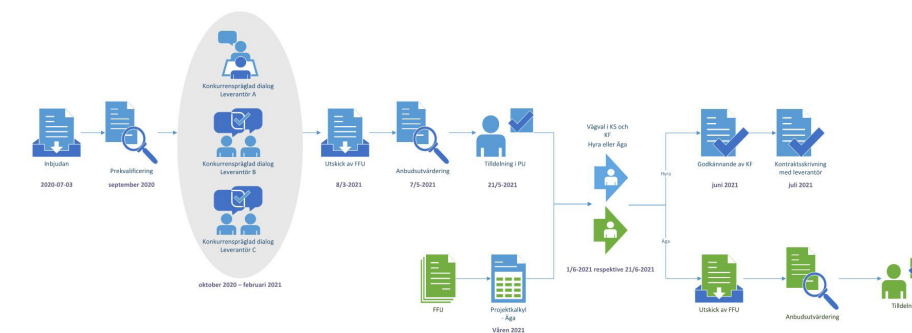 Konkurrenspräglad dialog
Leverantör A
Konkurrenspräglad dialog
Leverantör B
Konkurrenspräglad dialog
Leverantör C
oktober 2020 – februari 2021
Inbjudan
2020-07-03
Prekvalificering
september 2020
Utskick av FFU
8/3-2021
Anbudsutvärdering
7/5-2021
Tilldelning i PU
21/5-2021
Vägval i KS och
KF
Hyra eller Äga
1/6-2021 respektive 21/6-2021
Hyra
Godkännande av KF
juni 2021
Kontraktsskrivning
med leverantör
juli 2021
FFU
Projektkalkyl
- Äga
Våren 2021
Äga
Utskick av FFU
Anbudsutvärdering
Tilldeln